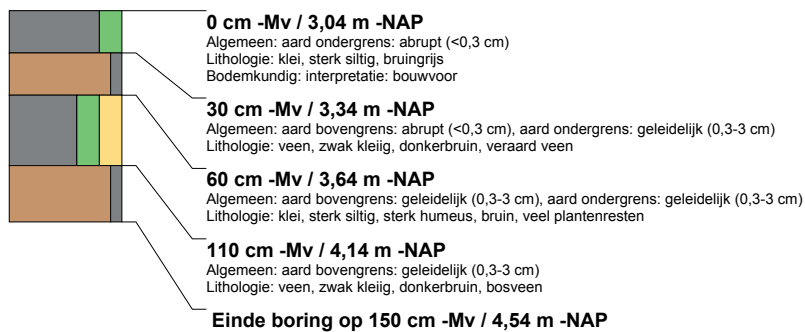 0 cm -Mv / 3,04 m -NAP
Algemeen: aard ondergrens: abrupt (<0,3 cm)
Lithologie: klei, sterk siltig, bruingrijs
Bodemkundig: interpretatie: bouwvoor
30 cm -Mv / 3,34 m -NAP
Algemeen: aard bovengrens: abrupt (<0,3 cm), aard ondergrens: geleidelijk (0,3-3 cm)
Lithologie: veen, zwak kleiig, donkerbruin, veraard veen
60 cm -Mv / 3,64 m -NAP
Algemeen: aard bovengrens: geleidelijk (0,3-3 cm), aard ondergrens: geleidelijk (0,3-3 cm)
Lithologie: klei, sterk siltig, sterk humeus, bruin, veel plantenresten
110 cm -Mv / 4,14 m -NAP
Algemeen: aard bovengrens: geleidelijk (0,3-3 cm)
Lithologie: veen, zwak kleiig, donkerbruin, bosveen
Einde boring op 150 cm -Mv / 4,54 m -NAP